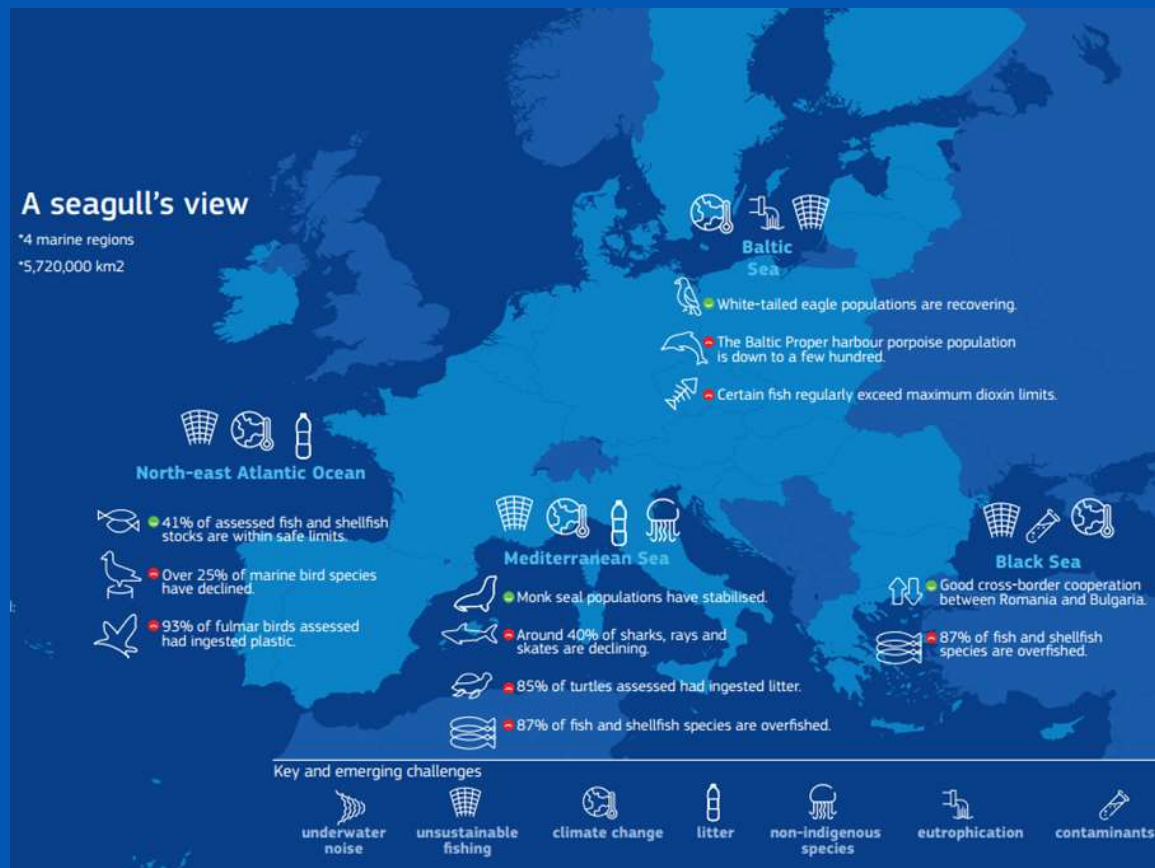 A seagull's view
*4 marine regions
*5,720,000 km2
Baltic
Sea
White-tailed eagle populations are recovering.
The Baltic Proper harbour porpoise population
is down to a few hundred.
Certain fish regularly exceed maximum dioxin limits.
North-east Atlantic Ocean
41% of assessed fish and shellfish
stocks are within safe limits.
Over 25% of marine bird species
have declined.
93% of fulmar birds assessed
had ingested plastic.
Mediterranean Sea
Monk seal populations have stabilised.
Around 40% of sharks, rays and
skates are declining.
85% of turtles assessed had ingested litter.
87% of fish and shellfish species are overfished.
Black Sea
Good cross-border cooperation
between Romania and Bulgaria.
87% of fish and shellfish
species are overfished.
Key and emerging challenges
underwater
noise
unsustainable
fishing
climate change
litter
non-indigenous
species
eutrophication
contaminants